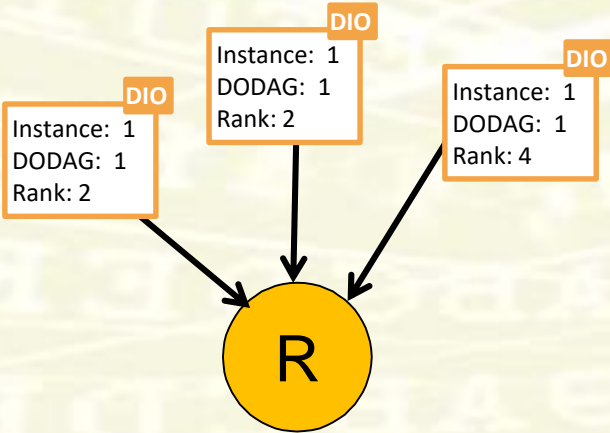 DIO
Instance: 1
DODAG: 1
Rank: 2
DIO
Instance: 1
DODAG: 1
Rank: 2
DIO
Instance: 1
DODAG: 1
Rank: 4
R